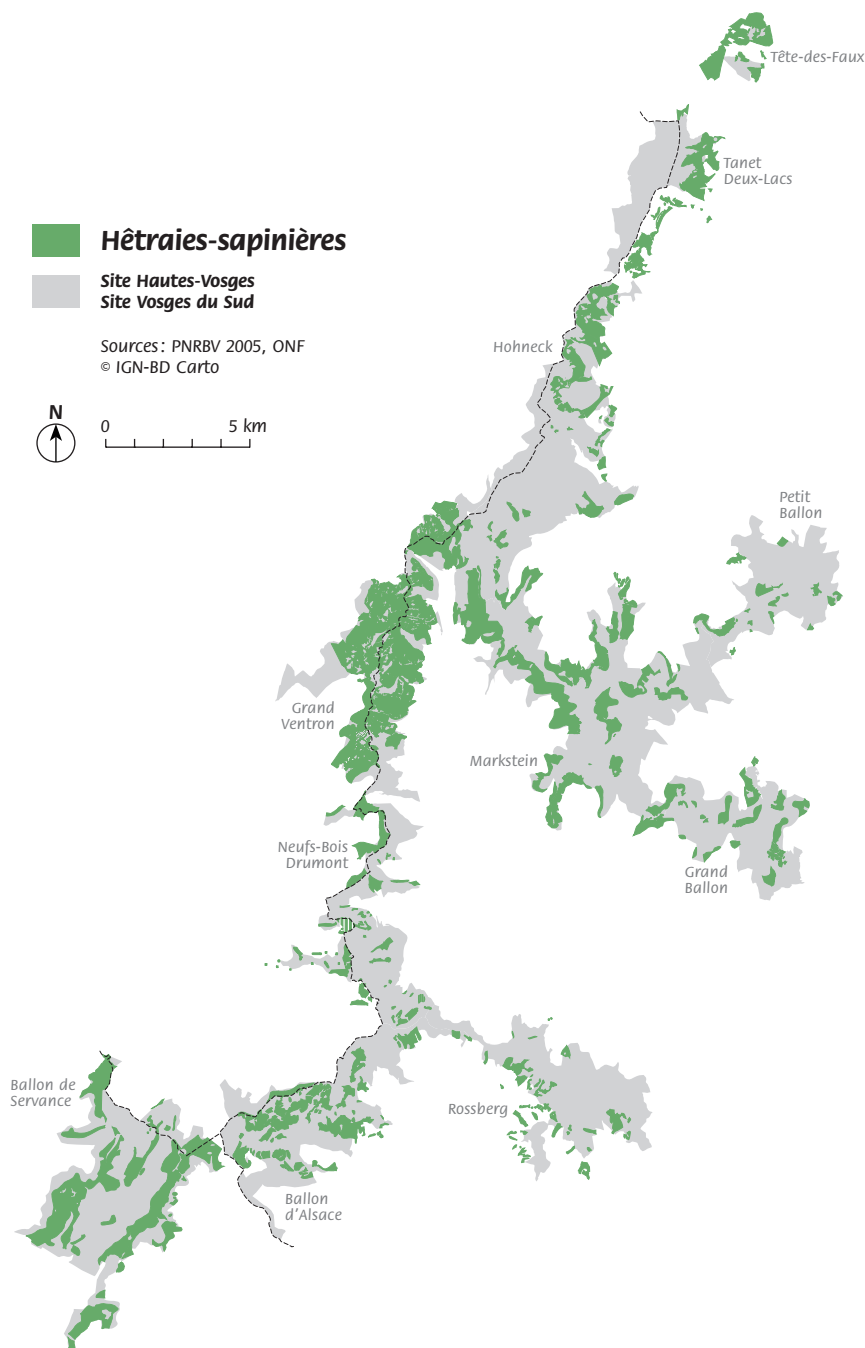 Tête-des-Faux
Tanet
Deux-Lacs
Hêtraies-sapinières
Site Hautes-Vosges
Site Vosges du Sud
Sources : PNRBV 2005, ONF
© IGN-BD Carto
N
0 5 km
Hohneck
Petit
Ballon
Grand
Ventron
Markstein
Neufs-Bois
Drumont
Grand
Ballon
Ballon de
Servance
Rossberg
Ballon
d'Alsace